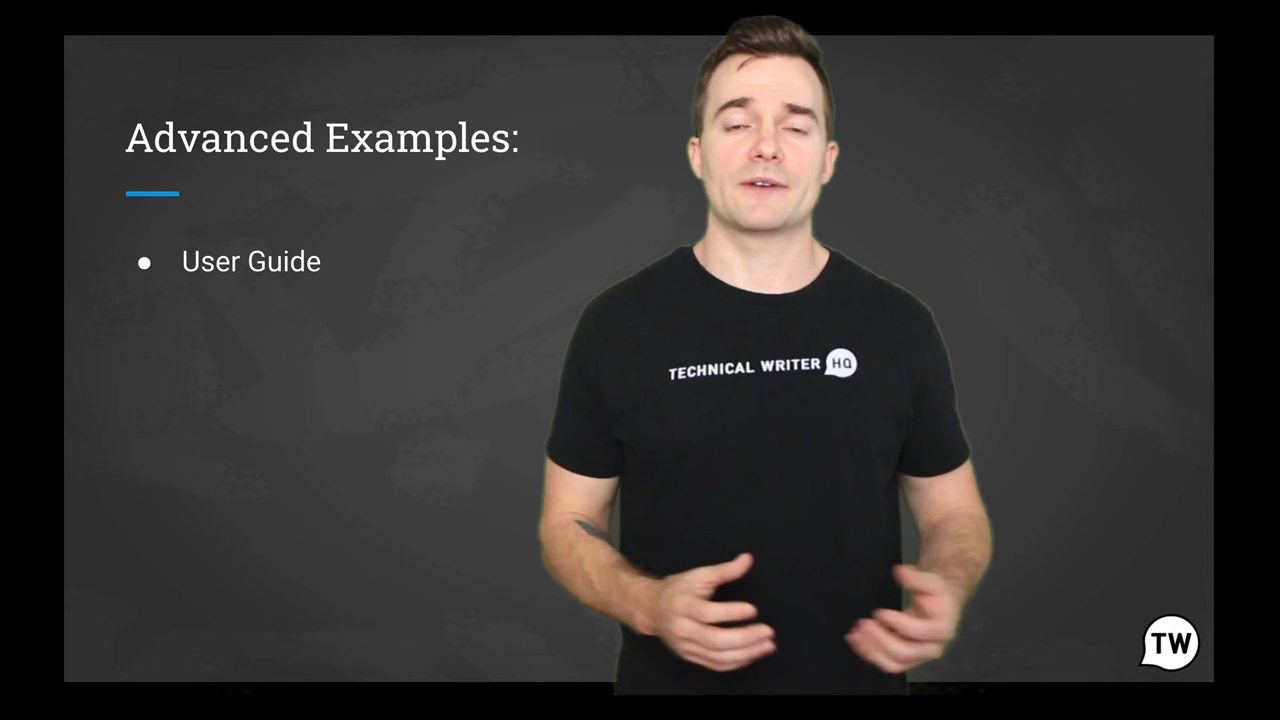 Advanced Examples:
● User Guide
TECHNICAL WRITER HQ
TW